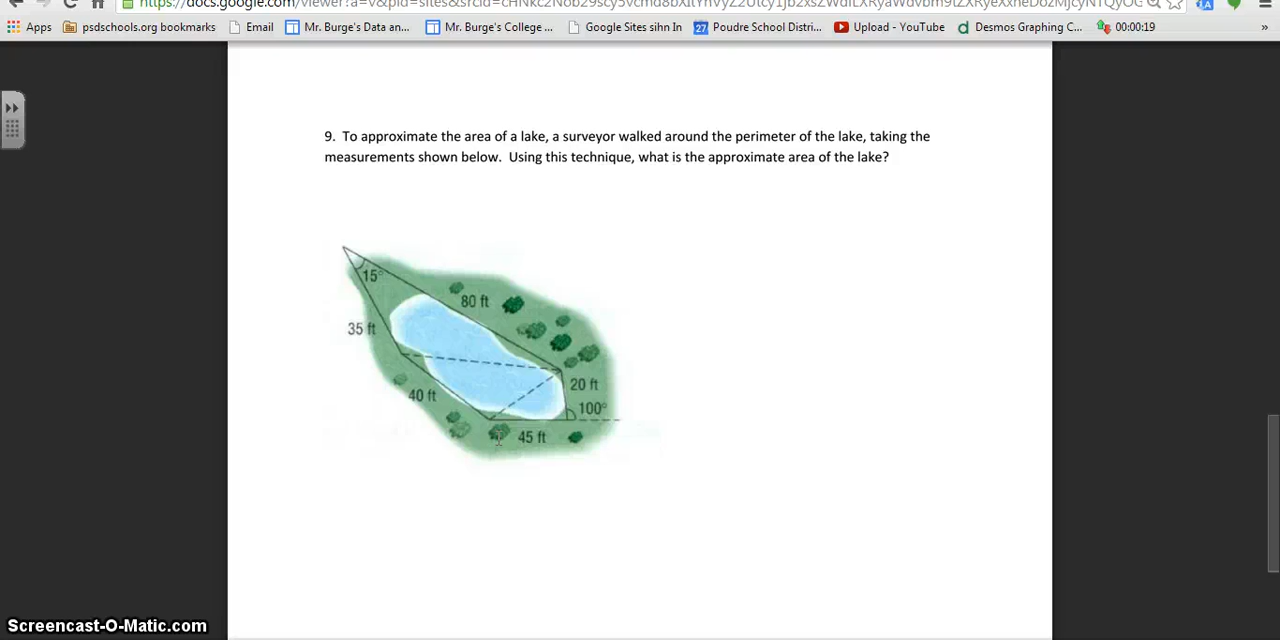 Apps psdschools.org bookmarks Email Mr. Burge's Data an... Mr. Burge's College ... Google Sites sihn In 27 Poudre School Distri... Upload - YouTube Desmos Graphing C... 00:00:19 »
9. To approximate the area of a lake, a surveyor walked around the perimeter of the lake, taking the
measurements shown below. Using this technique, what is the approximate area of the lake?
15°
80 ft
35 ft
20 ft
40 ft
100°
45 ft
Screencast-O-Matic.com